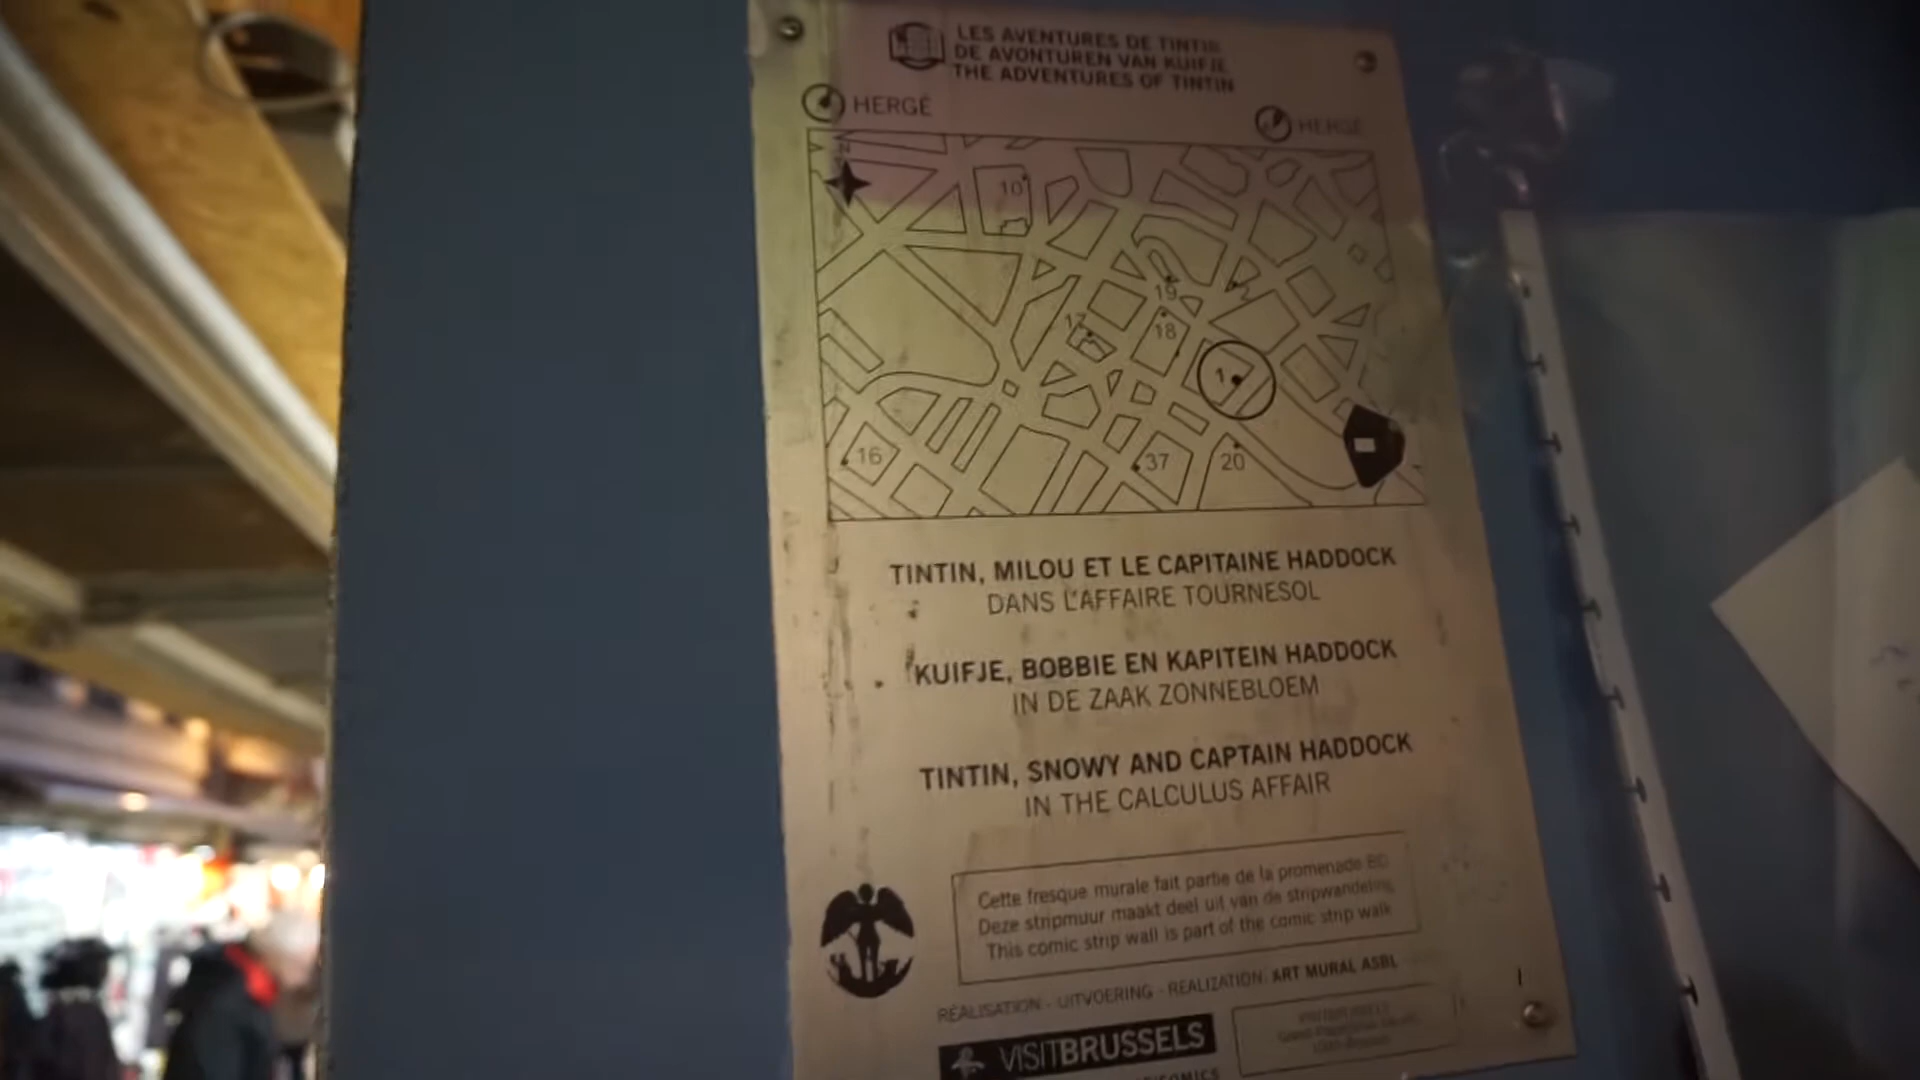 LES AVENTURES DE TINTIN
DE AVONTUREN VAN KUIFJE
THE ADVENTURES OF TINTIN
HERGÉ
HERGÉ
10
19
17
18
1
16
37
20
TINTIN, MILOU ET LE CAPITAINE HADDOCK
DANS L'AFFAIRE TOURNESOL
KUIFJE, BOBBIE EN KAPITEIN HADDOCK
IN DE ZAAK ZONNEBLOEM
TINTIN, SNOWY AND CAPTAIN HADDOCK
IN THE CALCULUS AFFAIR
Cette fresque murale fait partie de la promenade BD
Deze stripmuur maakt deel uit van de stripwandeling
This comic strip wall is part of the comic strip walk
RÉALISATION - UITVOERING - REALIZATION: ART MURAL ASBL
VISITBRUSSELS